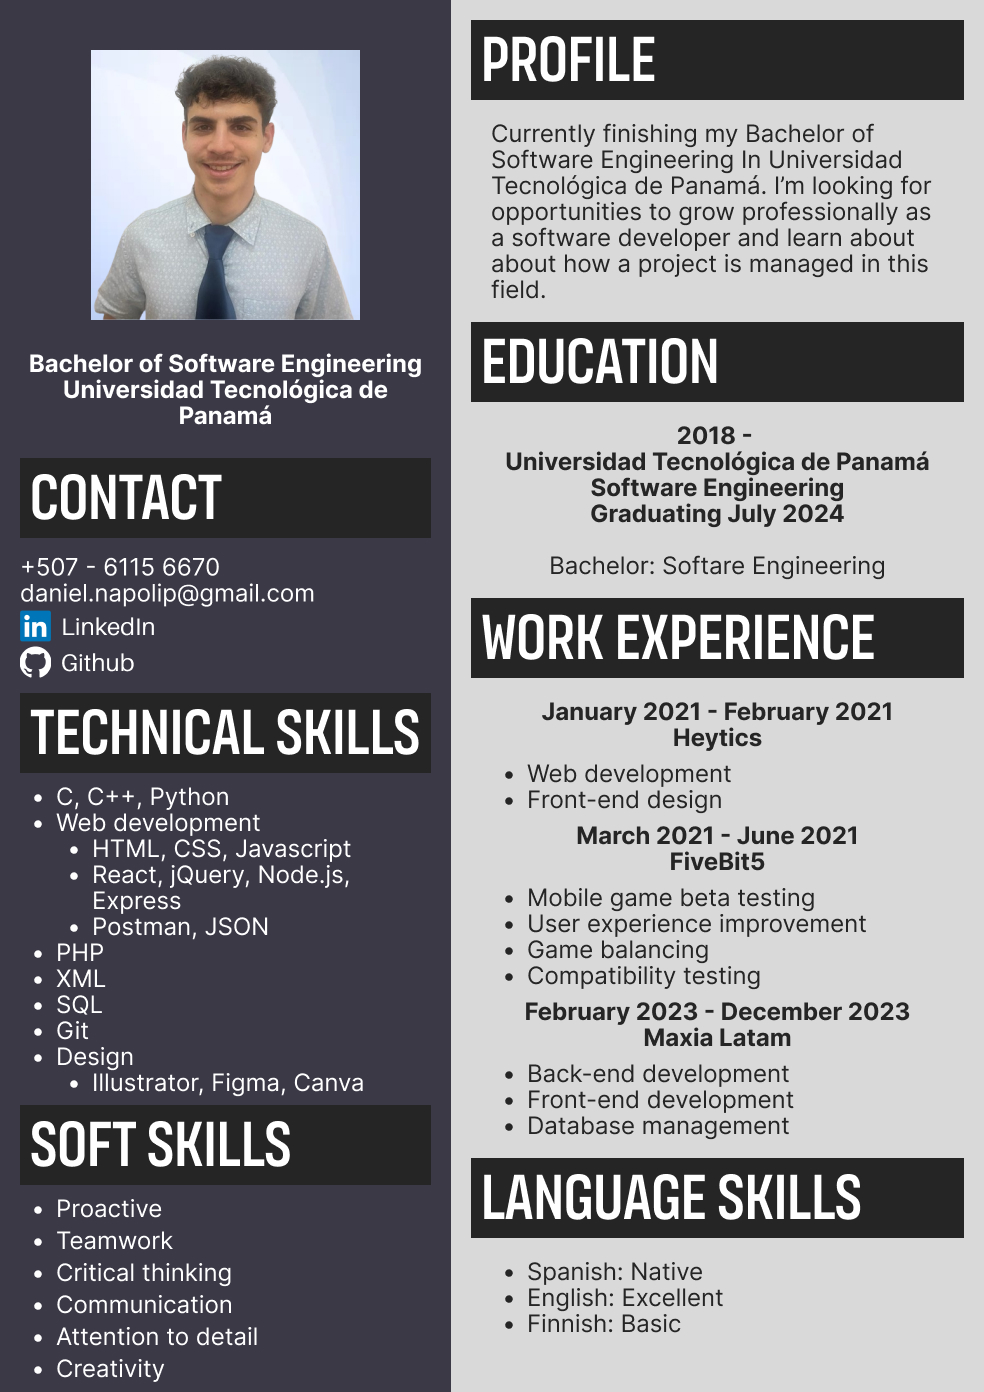 Bachelor of Software Engineering
Universidad Tecnológica de
Panamá
CONTACT
+507 - 6115 6670
daniel.napolip@gmail.com
in LinkedIn
Github
TECHNICAL SKILLS
• C, C++, Python
• Web development
• HTML, CSS, Javascript
• React, jQuery, Node.js,
Express
• Postman, JSON
• PHP
• XML
• SQL
• Git
• Design
• Illustrator, Figma, Canva
SOFT SKILLS
• Proactive
• Teamwork
• Critical thinking
• Communication
• Attention to detail
• Creativity
PROFILE
Currently finishing my Bachelor of
Software Engineering In Universidad
Tecnológica de Panamá. I’m looking for
opportunities to grow professionally as
a software developer and learn about
about how a project is managed in this
field.
EDUCATION
2018 -
Universidad Tecnológica de Panamá
Software Engineering
Graduating July 2024
Bachelor: Softare Engineering
WORK EXPERIENCE
January 2021 - February 2021
Heytics
• Web development
• Front-end design
March 2021 - June 2021
FiveBit5
• Mobile game beta testing
• User experience improvement
• Game balancing
• Compatibility testing
February 2023 - December 2023
Maxia Latam
• Back-end development
• Front-end development
• Database management
LANGUAGE SKILLS
• Spanish: Native
• English: Excellent
• Finnish: Basic